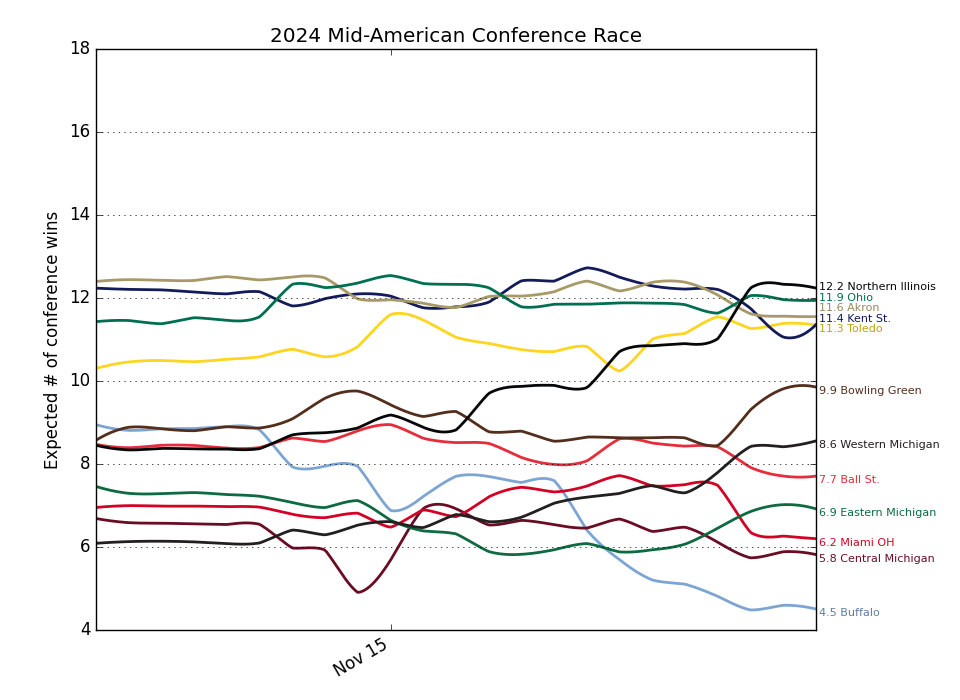 2024 Mid-American Conference Race
18
16
14
12
10
8
6
4
Expected # of conference wins
Nov 15
12.2 Northern Illinois
11.9 Ohio
11.6 Akron
11.4 Kent St.
11.3 Toledo
9.9 Bowling Green
8.6 Western Michigan
7.7 Ball St.
6.9 Eastern Michigan
6.2 Miami OH
5.8 Central Michigan
4.5 Buffalo